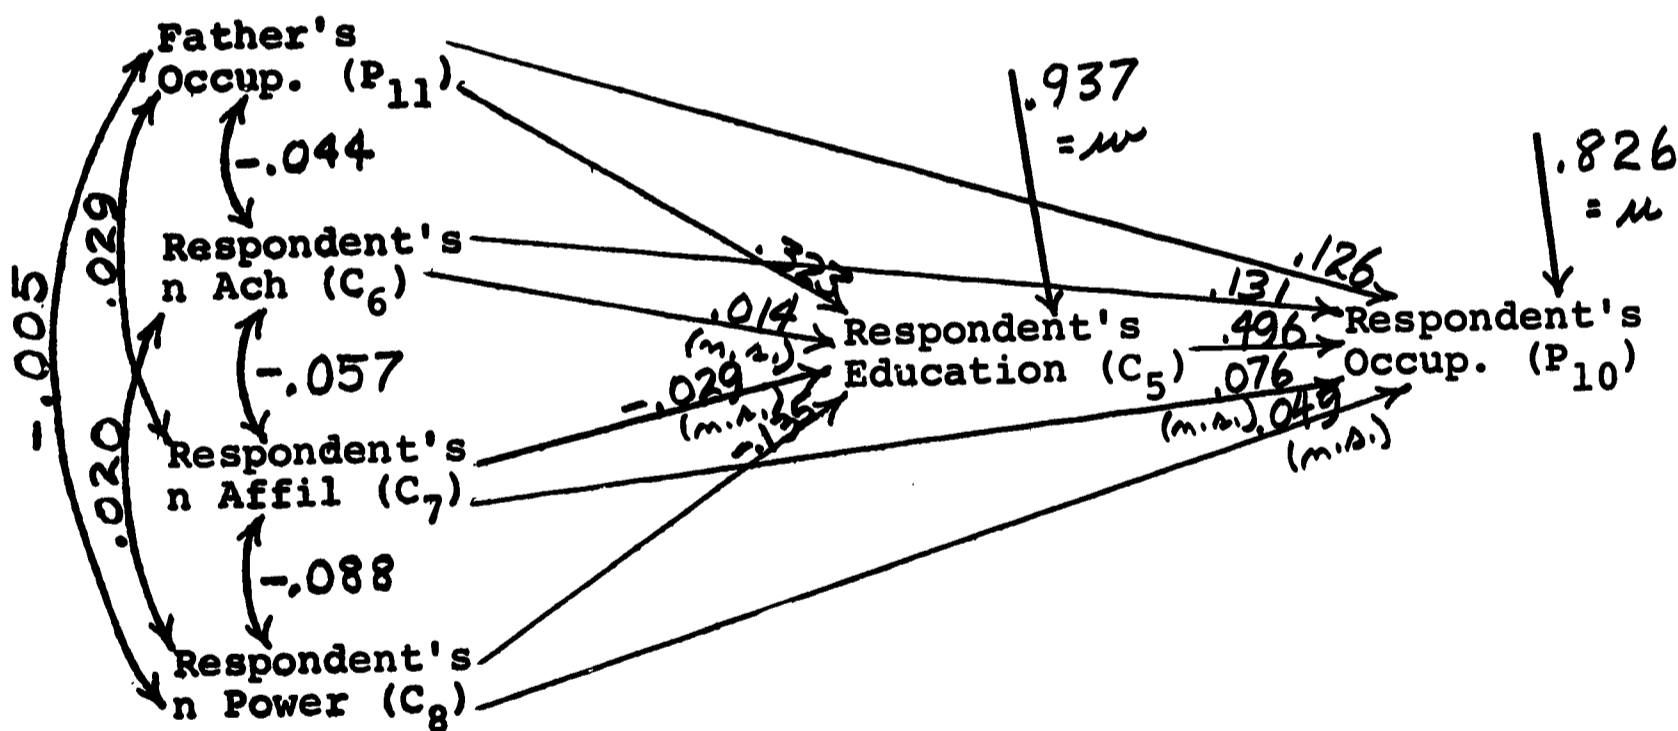 Father's
Occup. (P11)
-.044
.937
= w
.826
= u
-.005
.029
.020
Respondent's
n Ach (C6)
-.057
.014
(n.s.)
-.029
(n.s.)
.126
.131
.496
.076
(n.s.)
.049
(n.s.)
Respondent's
Education (C5)
Respondent's
Occup. (P10)
Respondent's
n Affil (C7)
-.088
Respondent's
n Power (C8)